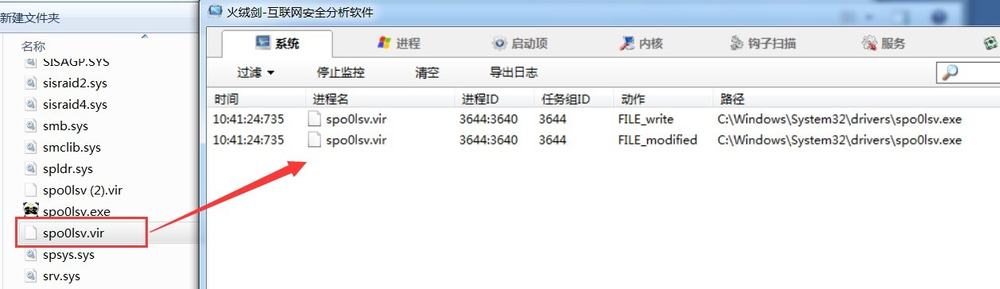 新建文件夹
名称
SISAGP.SYS
sisraid2.sys
sisraid4.sys
smb.sys
smclib.sys
spldr.sys
spo0lsv (2).vir
spo0lsv.exe
spo0lsv.vir
spsys.sys
srv.sys
火绒剑-互联网安全分析软件
系统 进程 启动项 内核 钩子扫描 服务
过滤 停止监控 清空 导出日志
时间 进程名 进程ID 任务组ID 动作 路径
10:41:24:735 spo0lsv.vir 3644:3640 3644 FILE_write C:\Windows\System32\drivers\spo0lsv.exe
10:41:24:735 spo0lsv.vir 3644:3640 3644 FILE_modified C:\Windows\System32\drivers\spo0lsv.exe